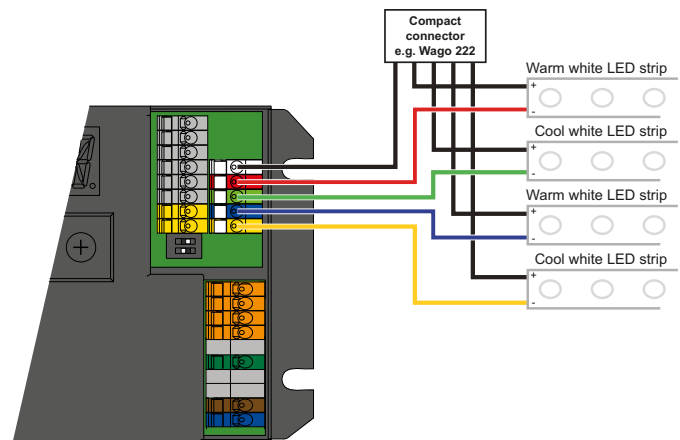 Compact
connector
e.g. Wago 222
Warm white LED strip
+
-
Cool white LED strip
+
-
Warm white LED strip
+
-
Cool white LED strip
+
-